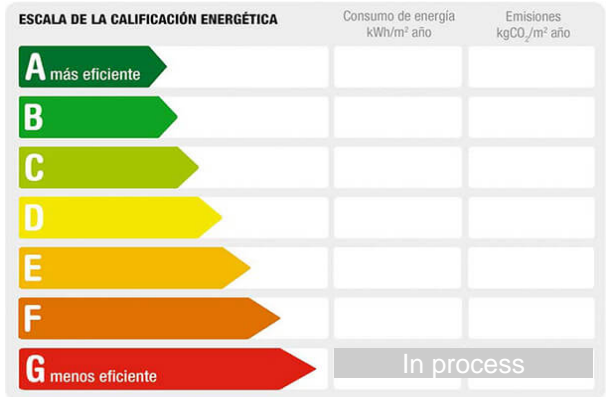 ESCALA DE LA CALIFICACIÓN ENERGÉTICA
Consumo de energía
kWh/m² año
Emisiones
kgCO₂/m² año
A más eficiente
B
C
D
E
F
G menos eficiente
In process